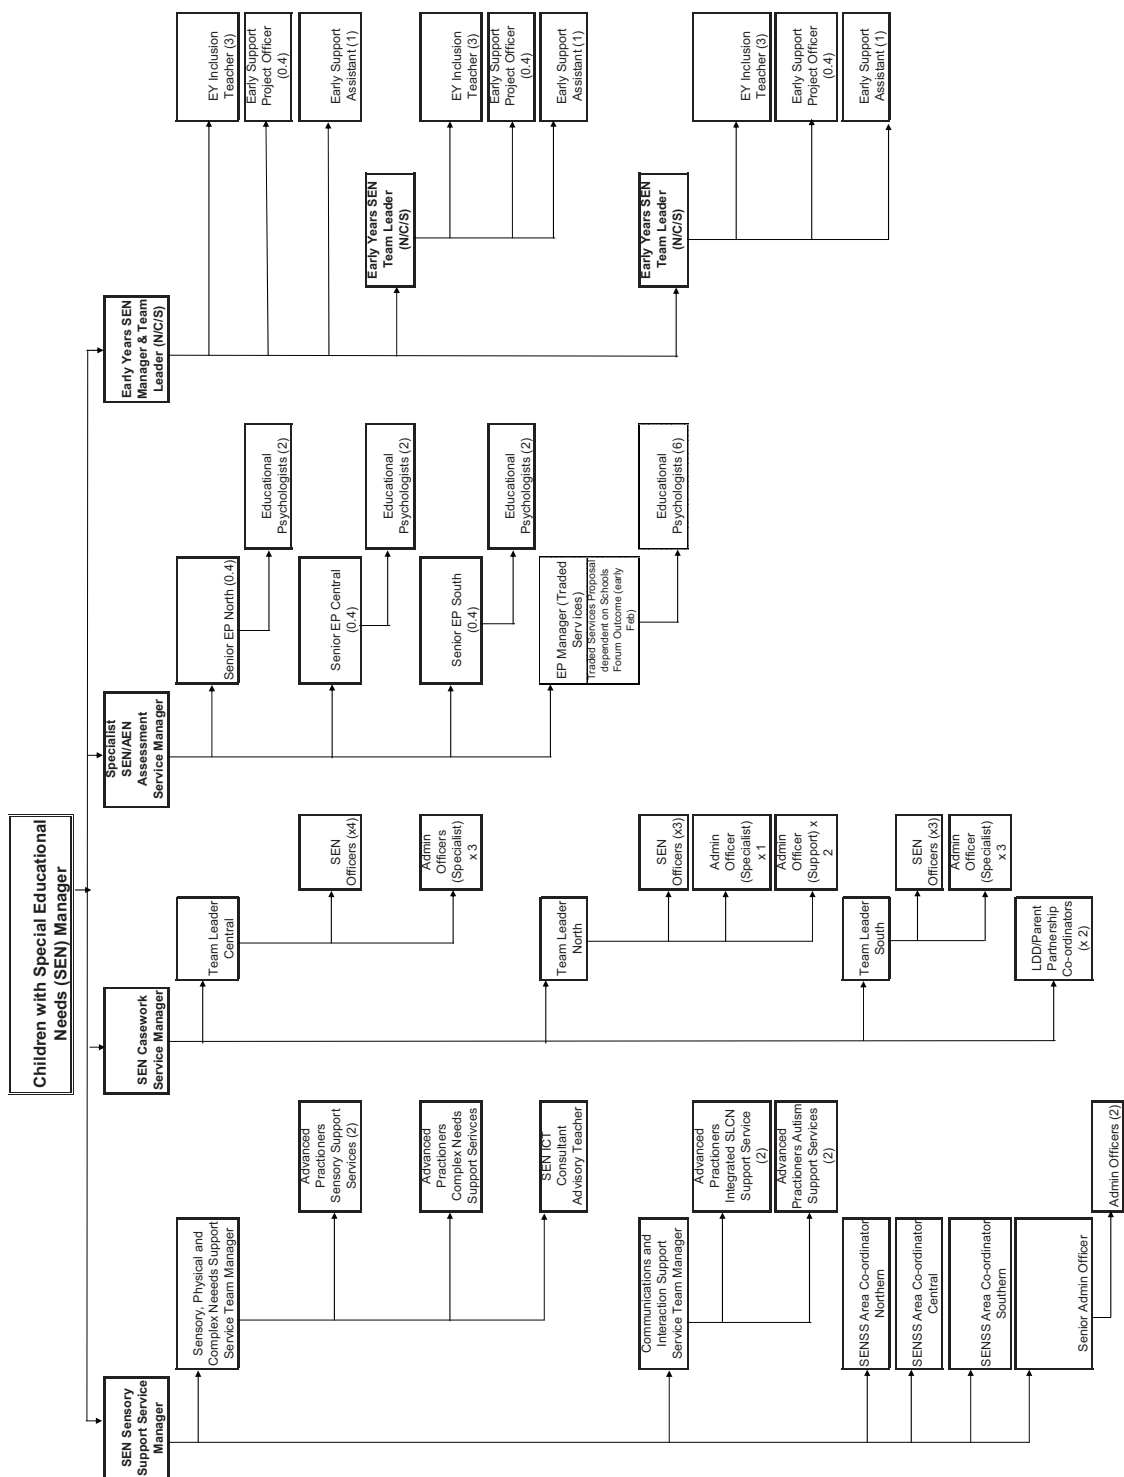 Children with Special Educational
Needs (SEN) Manager
SEN Sensory
Support Service
Manager
Sensory, Physical and
Complex Neeeds Support
Service Team Manager
Advanced
Practioners
Sensory Support
Services (2)
Advanced
Practioners
Complex Needs
Support Serivces
SEN ICT
Consultant
Advisory Teacher
Communications and
Interaction Support
Service Team Manager
Advanced
Practioners
Integrated SLCN
Support Service
(2)
Advanced
Practioners Autism
Support Services
(2)
SENSS Area Co-ordinator
Northern
SENSS Area Co-ordinator
Central
SENSS Area Co-ordinator
Southern
Senior Admin Officer
Admin Officers (2)
SEN Casework
Service Manager
Team Leader
Central
SEN
Officers (x4)
Admin
Officers
(Specialist)
x 3
Team Leader
North
SEN
Officers (x3)
Admin
Officer
(Specialist)
x 1
Admin
Officer
(Support) x
2
Team Leader
South
SEN
Officers (x3)
Admin
Officer
(Specialist)
x 3
LDD/Parent
Partnership
Co-ordinators
(x 2)
Specialist
SEN/AEN
Assessment
Service Manager
Senior EP North (0.4)
Educational
Psychologists (2)
Senior EP Central
(0.4)
Educational
Psychologists (2)
Senior EP South
(0.4)
Educational
Psychologists (2)
EP Manager (Traded
Services)
Traded Services Proposal
dependent on Schools
Forum Outcome (early
Feb)
Educational
Psychologists (6)
Early Years SEN
Manager & Team
Leader (N/C/S)
EY Inclusion
Teacher (3)
Early Support
Project Officer
(0.4)
Early Support
Assistant (1)
Early Years SEN
Team Leader
(N/C/S)
EY Inclusion
Teacher (3)
Early Support
Project Officer
(0.4)
Early Support
Assistant (1)
Early Years SEN
Team Leader
(N/C/S)
EY Inclusion
Teacher (3)
Early Support
Project Officer
(0.4)
Early Support
Assistant (1)